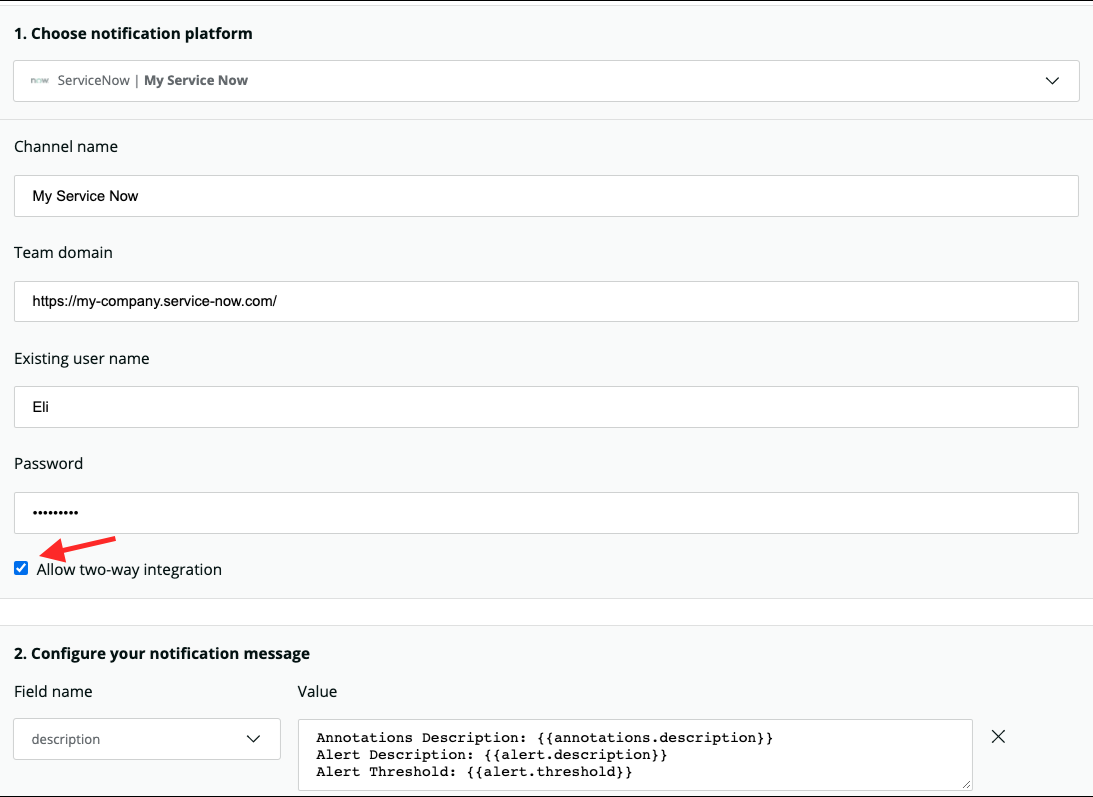 1. Choose notification platform
now ServiceNow | My Service Now
Channel name
My Service Now
Team domain
https://my-company.service-now.com/
Existing user name
Eli
Password
•••••••••
Allow two-way integration
2. Configure your notification message
Field name Value
description
Annotations Description: {{annotations.description}}
Alert Description: {{alert.description}}
Alert Threshold: {{alert.threshold}}